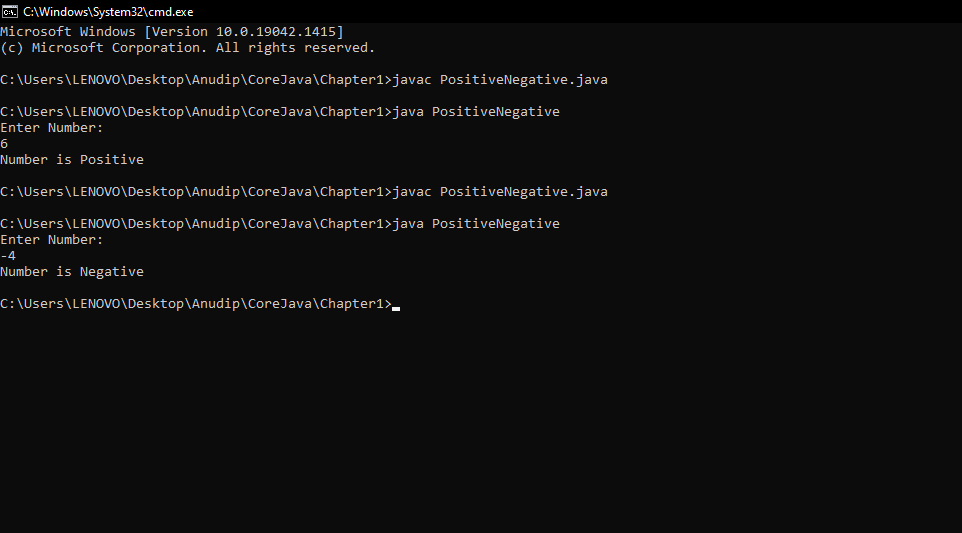 C:\Windows\System32\cmd.exe
Microsoft Windows [Version 10.0.19042.1415]
(c) Microsoft Corporation. All rights reserved.
C:\Users\LENOVO\Desktop\Anudip\CoreJava\Chapter1>javac PositiveNegative.java
C:\Users\LENOVO\Desktop\Anudip\CoreJava\Chapter1>java PositiveNegative
Enter Number:
6
Number is Positive
C:\Users\LENOVO\Desktop\Anudip\CoreJava\Chapter1>javac PositiveNegative.java
C:\Users\LENOVO\Desktop\Anudip\CoreJava\Chapter1>java PositiveNegative
Enter Number:
-4
Number is Negative
C:\Users\LENOVO\Desktop\Anudip\CoreJava\Chapter1>